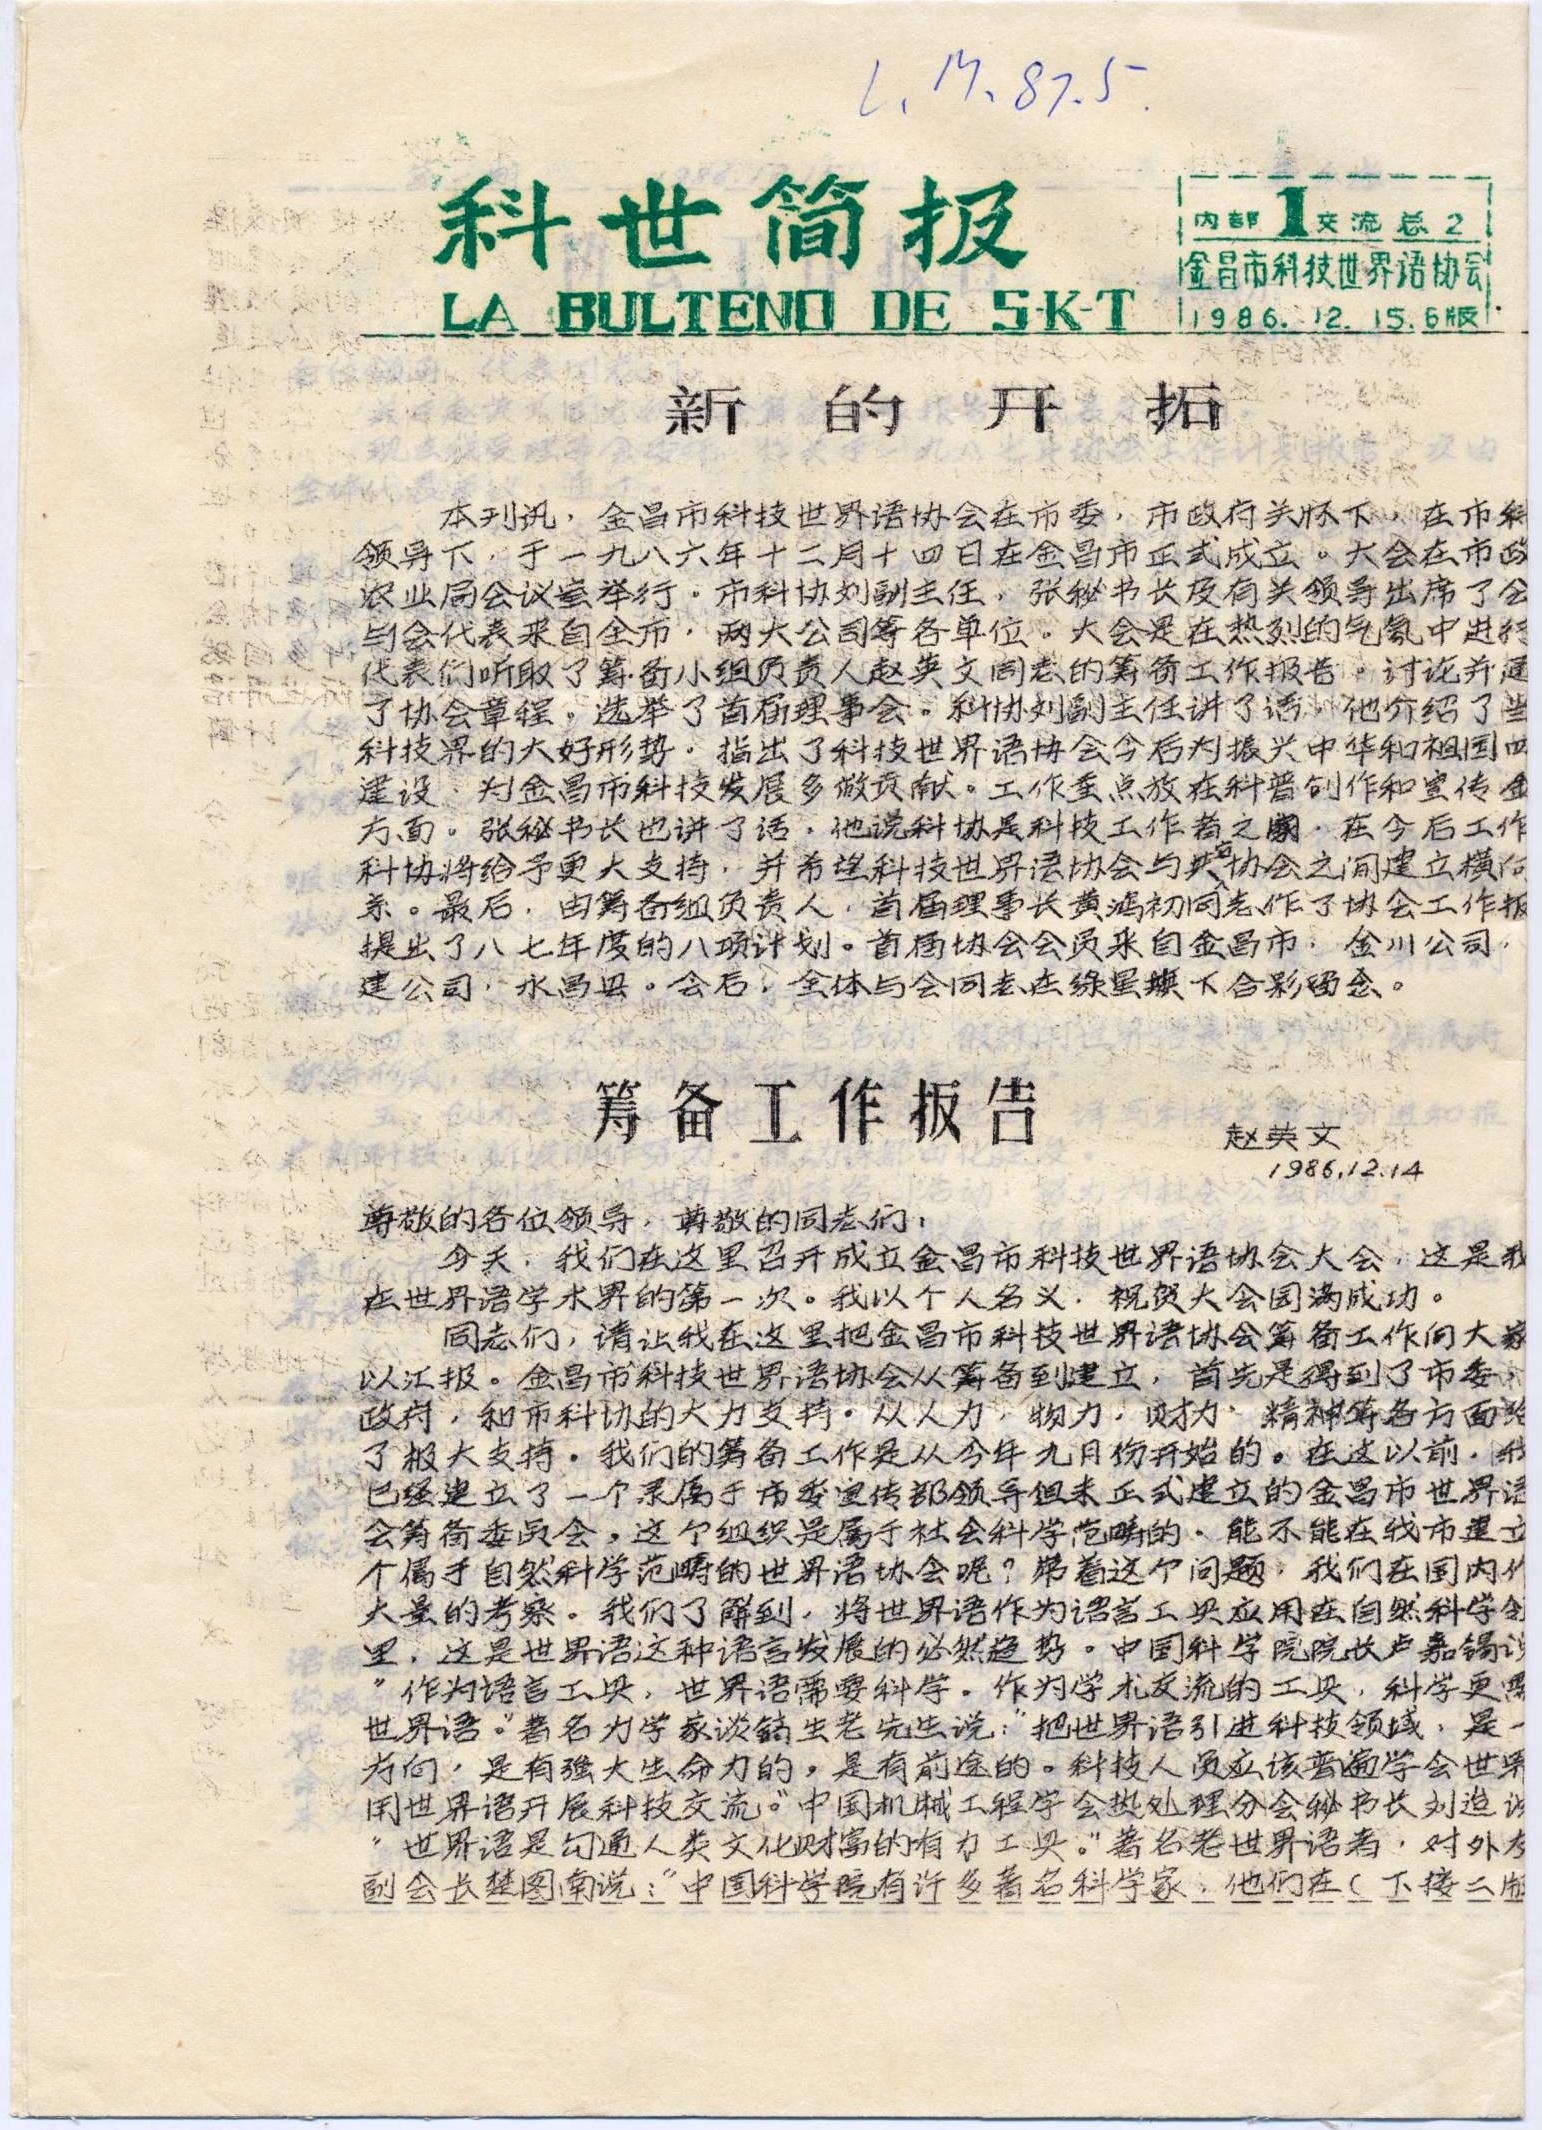 L. M. 87.5.
科世简报
内部 1 交流 总 2
金昌市科技世界语协会
LA BULTENO DE S-K-T
1986. 12. 15. 6版
新的开拓
本刊讯，金昌市科技世界语协会在市委，市政府关怀下，在市科
领导下，于一九八六年十二月十四日在金昌市正式成立。大会在市政
农业局会议室举行。市科协刘副主任，张秘书长及有关领导出席了会
与会代表来自全市，两大公司等各单位。大会是在热烈的气氛中进行
代表们听取了筹备小组负责人赵英文同志的筹备工作报告。讨论并通
了协会章程，选举了首届理事会。科协刘副主任讲了话，他介绍了当
科技界的大好形势。指出了科技世界语协会今后为振兴中华和祖国四
建设，为金昌市科技发展多做贡献。工作重点放在科普创作和宣传金
方面。张秘书长也讲了话，他说科协是科技工作者之家，在今后工作
科协将给予更大支持，并希望科技世界语协会与其它协会之间建立横向
系。最后，由筹备组负责人，首届理事长黄鸿初同志作了协会工作报
提出了八七年度的八项计划。首届协会会员来自金昌市，金川公司，
建公司，永昌县。会后，全体与会同志在绿星旗下合影留念。
筹备工作报告
赵英文
1986.12.14
尊敬的各位领导，尊敬的同志们：
今天，我们在这里召开成立金昌市科技世界语协会大会，这是我
在世界语学术界的第一次。我以个人名义，祝贺大会园满成功。
同志们，请让我在这里把金昌市科技世界语协会筹备工作向大家
以汇报。金昌市科技世界语协会从筹备到建立，首先是得到了市委，
政府，和市科协的大力支持。从人力，物力，财力，精神等各方面给
了极大支持。我们的筹备工作是从今年九月份开始的。在这以前，我
已经建立了一个隶属于市委宣传部领导但未正式建立的金昌市世界语
会筹备委员会，这个组织是属于社会科学范畴的。能不能在我市建立
个属于自然科学范畴的世界语协会呢？带着这个问题，我们在国内作
大量的考察。我们了解到，将世界语作为语言工具应用在自然科学领
里，这是世界语这种语言发展的必然趋势。中国科学院院长卢嘉锡说
“作为语言工具，世界语需要科学。作为学术交流的工具，科学更需
世界语。”著名力学家谈镐生老先生说：“把世界语引进科技领域，是一
方向，是有强大生命力的，是有前途的。科技人员应该普遍学会世界
用世界语开展科技交流。”中国机械工程学会热处理分会秘书长刘迨说
“世界语是勾通人类文化财富的有力工具。”著名老世界语者，对外友
副会长楚图南说：“中国科学院有许多著名科学家，他们在（下接二版